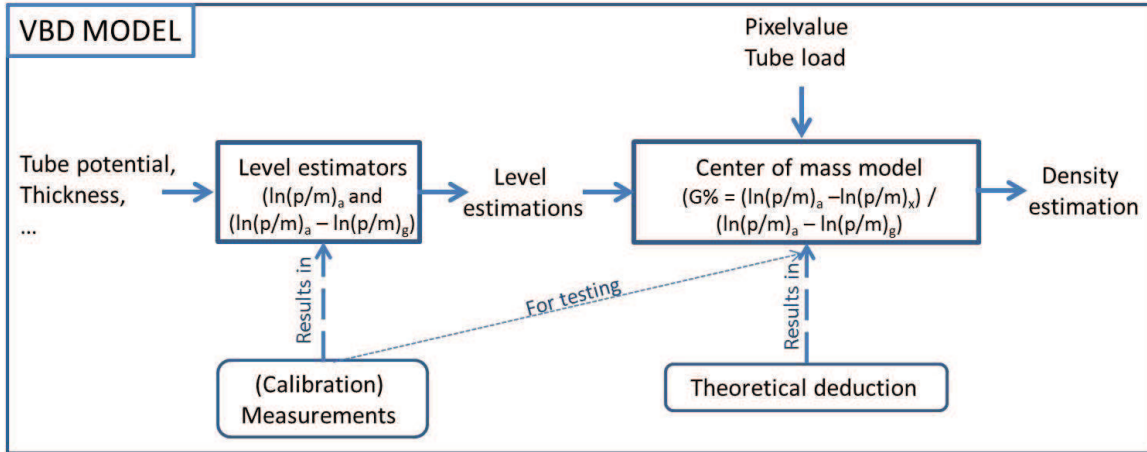 VBD MODEL
Pixelvalue
Tube load
Tube potential,
Thickness,
...
Level estimators
(ln(p/m)ₐ and
(ln(p/m)ₐ – ln(p/m)g)
Level
estimations
Center of mass model
(G% = (ln(p/m)ₐ –ln(p/m)ₓ) /
(ln(p/m)ₐ – ln(p/m)g)
Density
estimation
Results in
For testing
Results in
(Calibration)
Measurements
Theoretical deduction